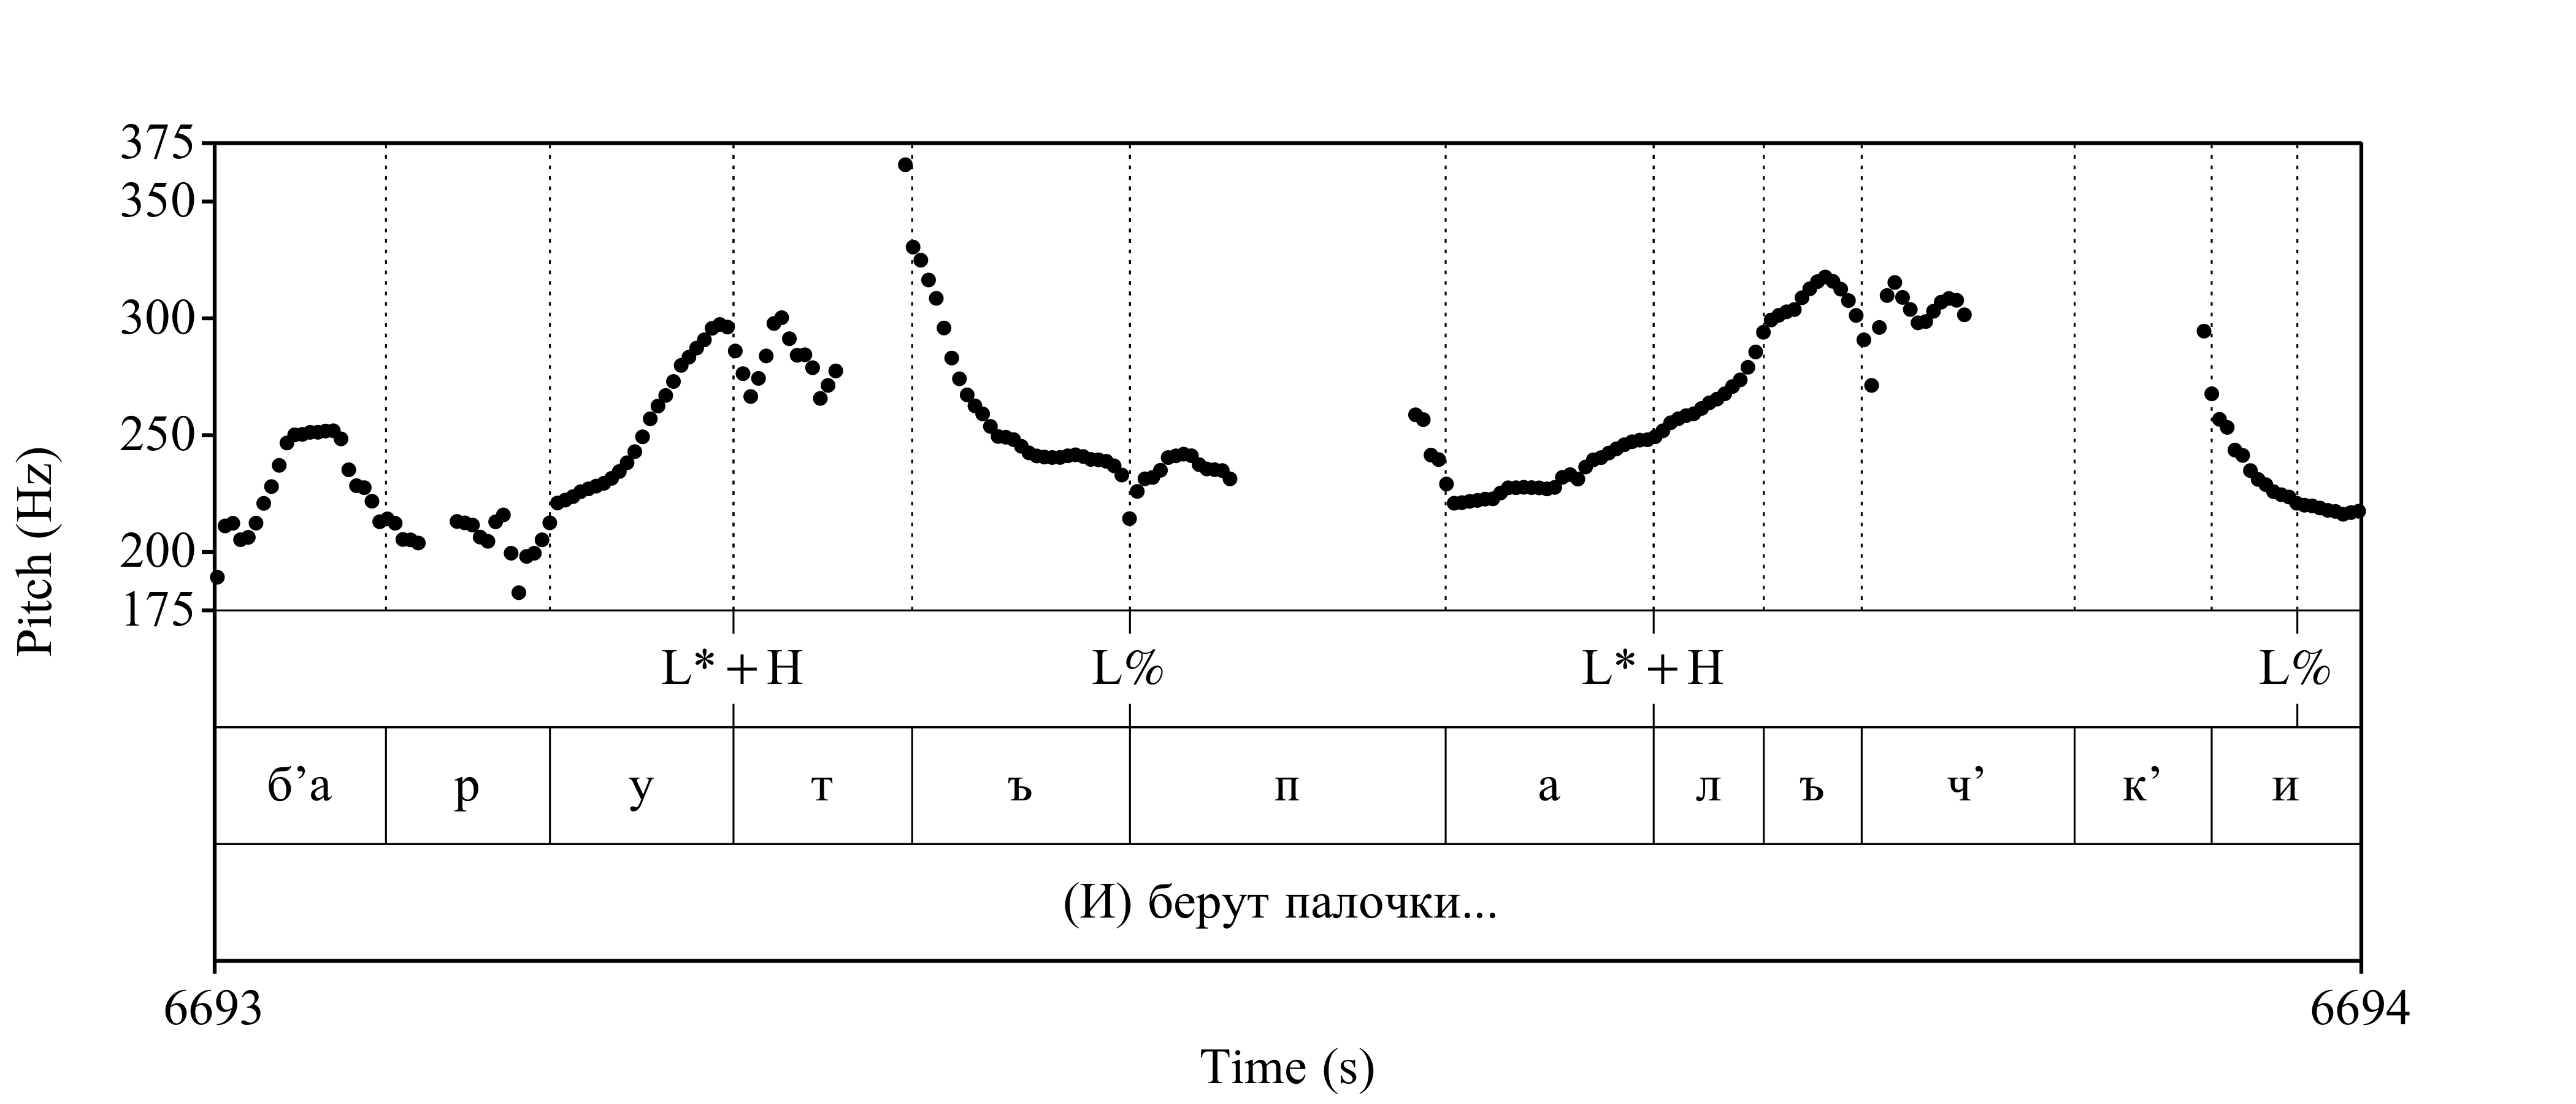 375
350
300
250
200
175
Pitch (Hz)
L*+H L% L*+H L%
б’а р у т ъ п а л ъ ч’ к’ и
(И) берут палочки...
6693 6694
Time (s)